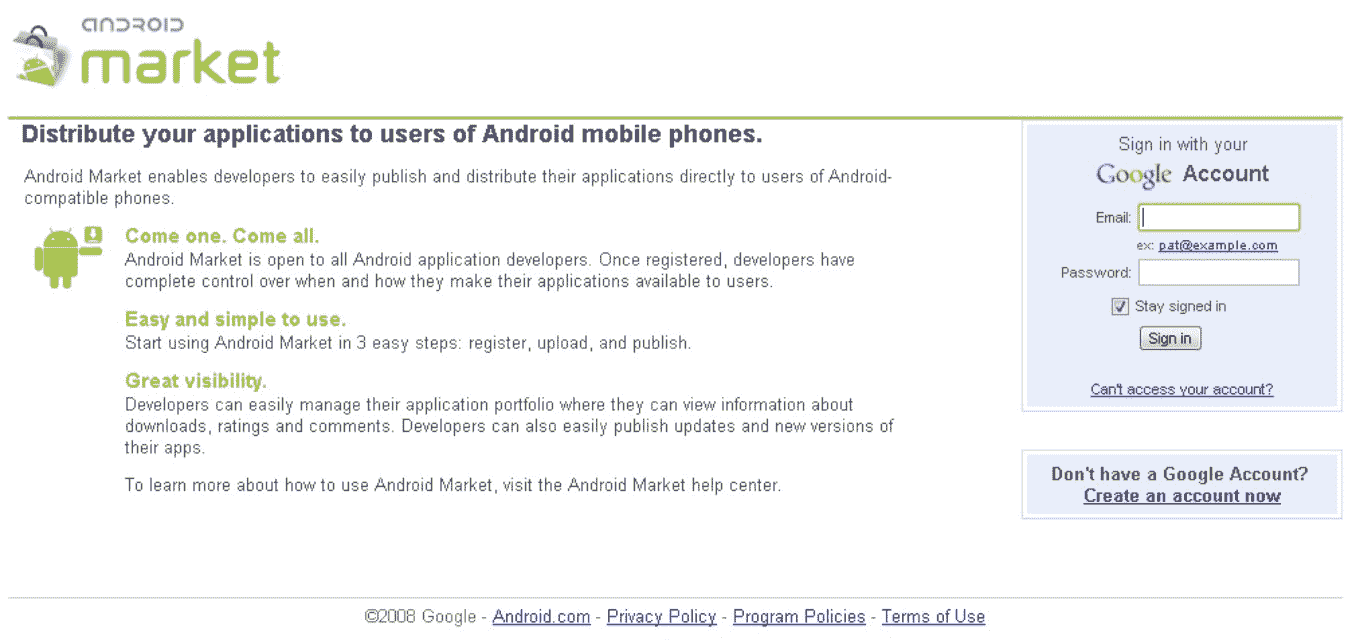 ANDROID
market
Distribute your applications to users of Android mobile phones.
Android Market enables developers to easily publish and distribute their applications directly to users of Android-
compatible phones.
Come one. Come all.
Android Market is open to all Android application developers. Once registered, developers have
complete control over when and how they make their applications available to users.
Easy and simple to use.
Start using Android Market in 3 easy steps: register, upload, and publish.
Great visibility.
Developers can easily manage their application portfolio where they can view information about
downloads, ratings and comments. Developers can also easily publish updates and new versions of
their apps.
To learn more about how to use Android Market, visit the Android Market help center.
Sign in with your
Google Account
Email:
ex: pat@example.com
Password:
Stay signed in
Sign in
Can't access your account?
Don't have a Google Account?
Create an account now
©2008 Google - Android.com - Privacy Policy - Program Policies - Terms of Use